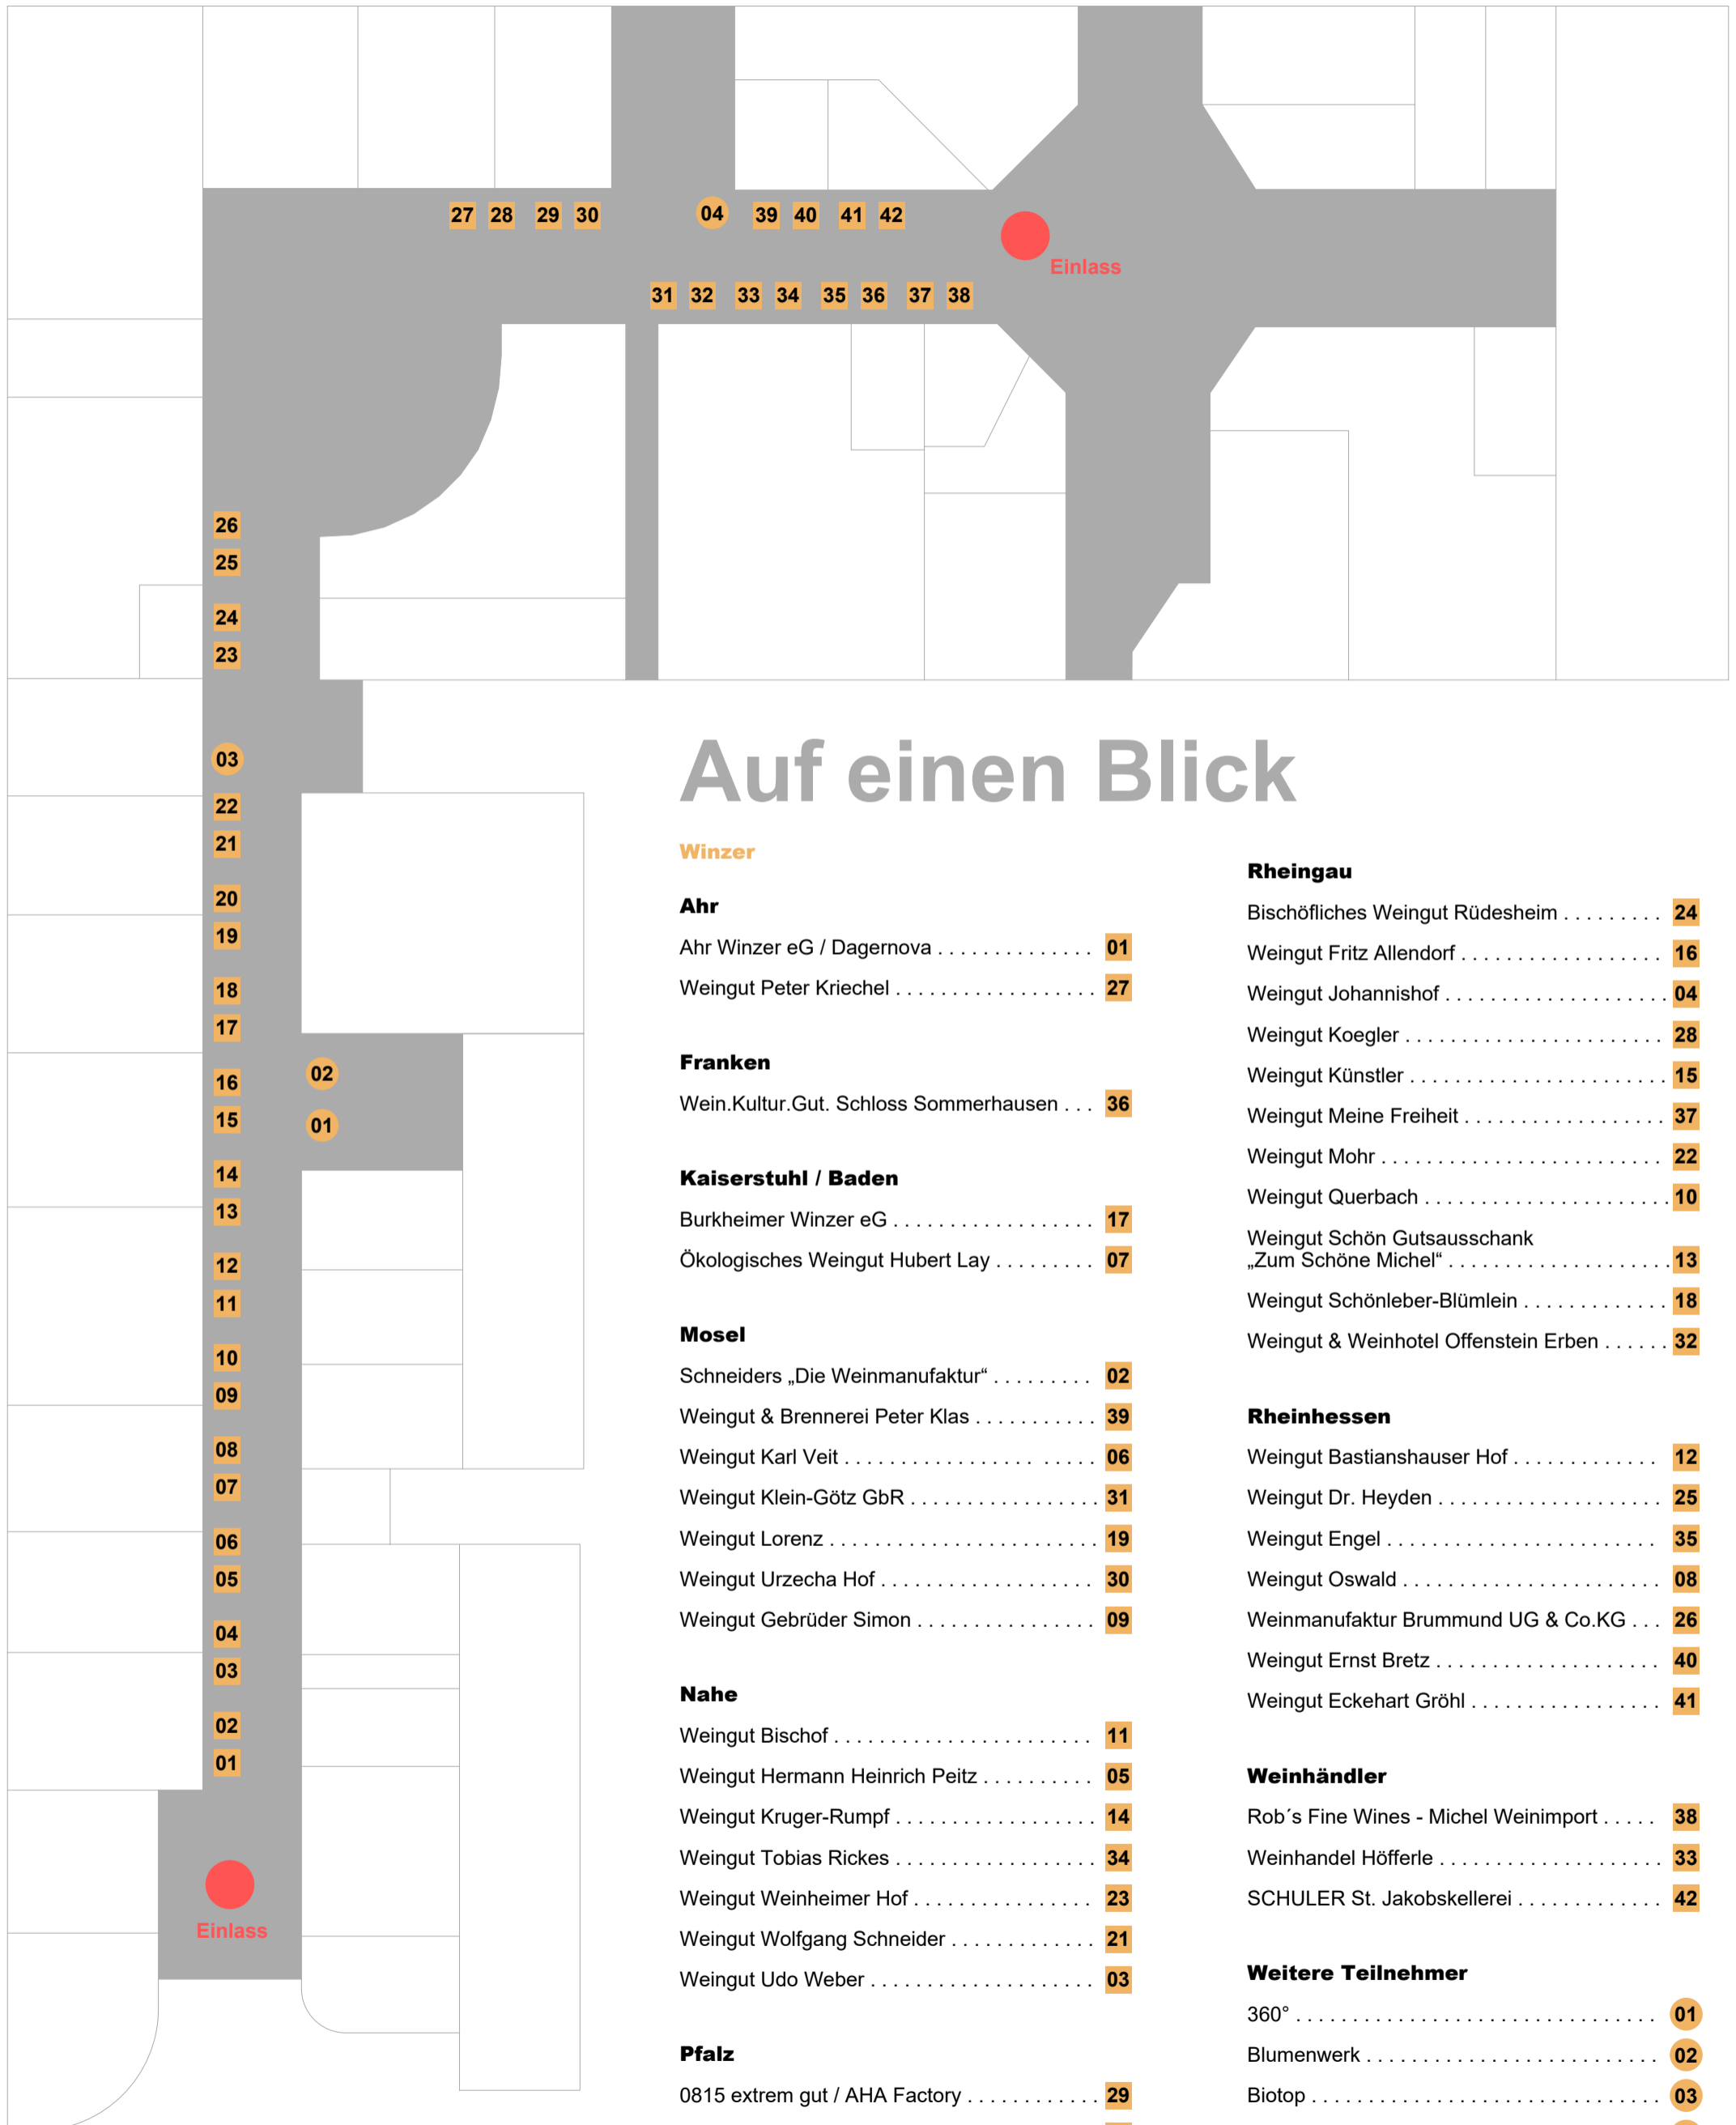 27 28 29 30 04 39 40 41 42
Einlass
31 32 33 34 35 36 37 38
26
25
24
23
03
22
21
20
19
18
17
02
16
01
15
14
13
12
11
10
09
08
07
06
05
04
03
02
01
Einlass
Auf einen Blick
Winzer
Ahr
Ahr Winzer eG / Dagernova . . . . . . . . . . . . . . 01
Weingut Peter Kriechel . . . . . . . . . . . . . . . . . . 27
Franken
Wein.Kultur.Gut. Schloss Sommerhausen . . . 36
Kaiserstuhl / Baden
Burkheimer Winzer eG . . . . . . . . . . . . . . . . . . 17
Ökologisches Weingut Hubert Lay . . . . . . . . . 07
Mosel
Schneiders „Die Weinmanufaktur“ . . . . . . . . . 02
Weingut & Brennerei Peter Klas . . . . . . . . . . . 39
Weingut Karl Veit . . . . . . . . . . . . . . . . . . . . . . 06
Weingut Klein-Götz GbR . . . . . . . . . . . . . . . . . 31
Weingut Lorenz . . . . . . . . . . . . . . . . . . . . . . . . 19
Weingut Urzecha Hof . . . . . . . . . . . . . . . . . . . 30
Weingut Gebrüder Simon . . . . . . . . . . . . . . . . 09
Nahe
Weingut Bischof . . . . . . . . . . . . . . . . . . . . . . . 11
Weingut Hermann Heinrich Peitz . . . . . . . . . . 05
Weingut Kruger-Rumpf . . . . . . . . . . . . . . . . . . 14
Weingut Tobias Rickes . . . . . . . . . . . . . . . . . . 34
Weingut Weinheimer Hof . . . . . . . . . . . . . . . . 23
Weingut Wolfgang Schneider . . . . . . . . . . . . . 21
Weingut Udo Weber . . . . . . . . . . . . . . . . . . . . 03
Pfalz
0815 extrem gut / AHA Factory . . . . . . . . . . . . 29
Rheingau
Bischöfliches Weingut Rüdesheim . . . . . . . . . 24
Weingut Fritz Allendorf . . . . . . . . . . . . . . . . . . 16
Weingut Johannishof . . . . . . . . . . . . . . . . . . . . 04
Weingut Koegler . . . . . . . . . . . . . . . . . . . . . . . 28
Weingut Künstler . . . . . . . . . . . . . . . . . . . . . . . 15
Weingut Meine Freiheit . . . . . . . . . . . . . . . . . . 37
Weingut Mohr . . . . . . . . . . . . . . . . . . . . . . . . . 22
Weingut Querbach . . . . . . . . . . . . . . . . . . . . . . 10
Weingut Schön Gutsausschank
„Zum Schöne Michel“ . . . . . . . . . . . . . . . . . . . . 13
Weingut Schönleber-Blümlein . . . . . . . . . . . . . 18
Weingut & Weinhotel Offenstein Erben . . . . . . 32
Rheinhessen
Weingut Bastianshauser Hof . . . . . . . . . . . . . 12
Weingut Dr. Heyden . . . . . . . . . . . . . . . . . . . . 25
Weingut Engel . . . . . . . . . . . . . . . . . . . . . . . . 35
Weingut Oswald . . . . . . . . . . . . . . . . . . . . . . . 08
Weinmanufaktur Brummund UG & Co.KG . . . 26
Weingut Ernst Bretz . . . . . . . . . . . . . . . . . . . . 40
Weingut Eckehart Gröhl . . . . . . . . . . . . . . . . . 41
Weinhändler
Rob´s Fine Wines - Michel Weinimport . . . . . 38
Weinhandel Höfferle . . . . . . . . . . . . . . . . . . . . 33
SCHULER St. Jakobskellerei . . . . . . . . . . . . . 42
Weitere Teilnehmer
360° . . . . . . . . . . . . . . . . . . . . . . . . . . . . . . . . 01
Blumenwerk . . . . . . . . . . . . . . . . . . . . . . . . . . 02
Biotop . . . . . . . . . . . . . . . . . . . . . . . . . . . . . . . 03